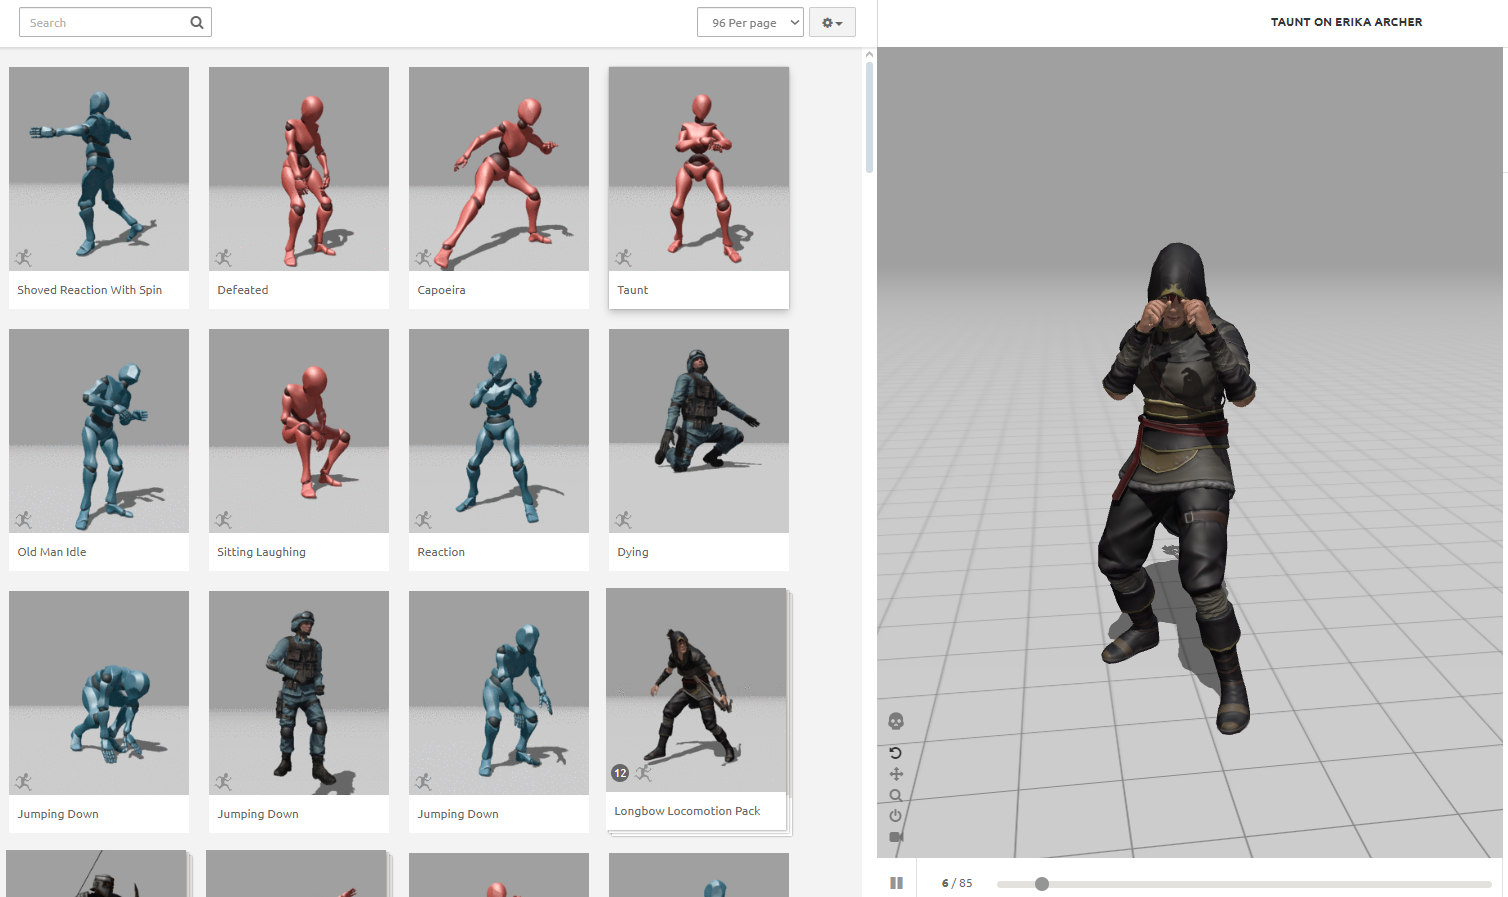 Search
96 Per page
TAUNT ON ERIKA ARCHER
Shoved Reaction With Spin
Defeated
Capoeira
Taunt
Old Man Idle
Sitting Laughing
Reaction
Dying
12
Jumping Down
Jumping Down
Jumping Down
Longbow Locomotion Pack
6 / 85